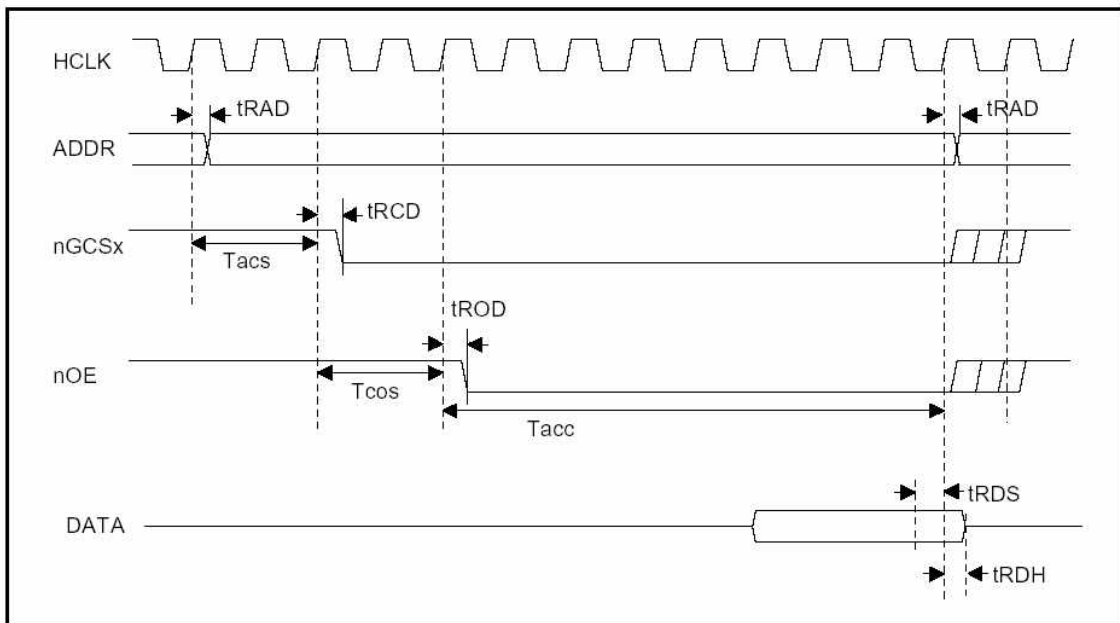 HCLK
tRAD
tRAD
ADDR
tRCD
nGCSx
Tacs
tROD
nOE
Tcos
Tacc
tRDS
DATA
tRDH